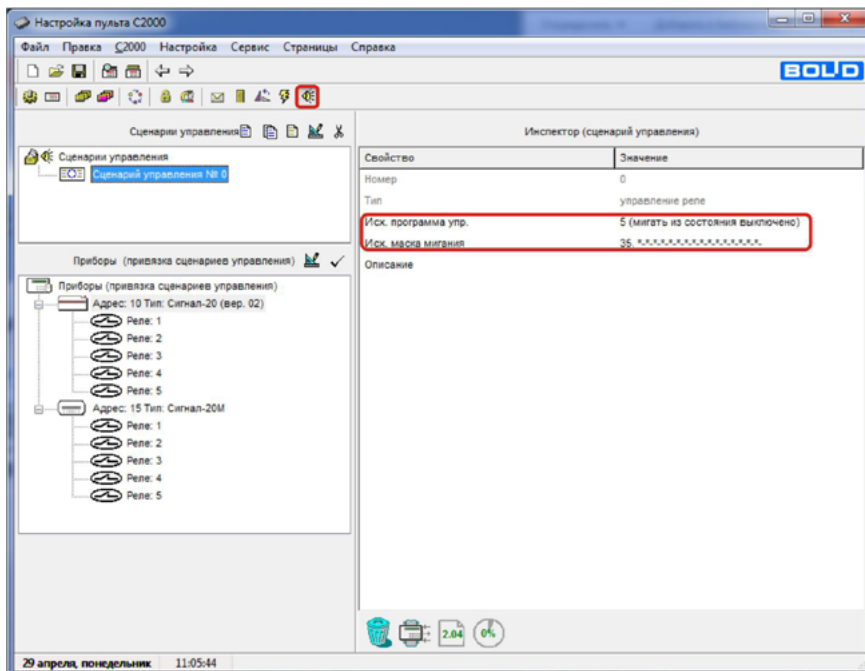 Настройка пульта С2000
Файл Правка С2000 Настройка Сервис Страницы Справка
BOLID
Сценарии управления
Инспектор (сценарий управления)
Сценарии управления
Сценарий управления № 0
Свойство Значение
Номер 0
Тип управление реле
Исх. программа упр. 5 (мигать из состояния выключено)
Исх. маска мигания 35. *-*-*-*-*-*-*-*-*-*-*-*-*-*-*-*-
Описание
Приборы (привязка сценариев управления)
Приборы (привязка сценариев управления)
Адрес: 10 Тип: Сигнал-20 (вер. 02)
Реле: 1
Реле: 2
Реле: 3
Реле: 4
Реле: 5
Адрес: 15 Тип: Сигнал-20М
Реле: 1
Реле: 2
Реле: 3
Реле: 4
Реле: 5
2.04 0%
29 апреля, понедельник 11:05:44